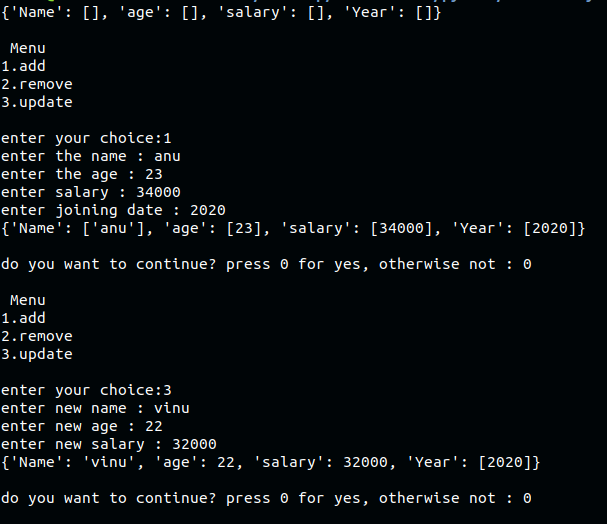 {'Name': [], 'age': [], 'salary': [], 'Year': []}
Menu
1.add
2.remove
3.update
enter your choice:1
enter the name : anu
enter the age : 23
enter salary : 34000
enter joining date : 2020
{'Name': ['anu'], 'age': [23], 'salary': [34000], 'Year': [2020]}
do you want to continue? press 0 for yes, otherwise not : 0
Menu
1.add
2.remove
3.update
enter your choice:3
enter new name : vinu
enter new age : 22
enter new salary : 32000
{'Name': 'vinu', 'age': 22, 'salary': 32000, 'Year': [2020]}
do you want to continue? press 0 for yes, otherwise not : 0